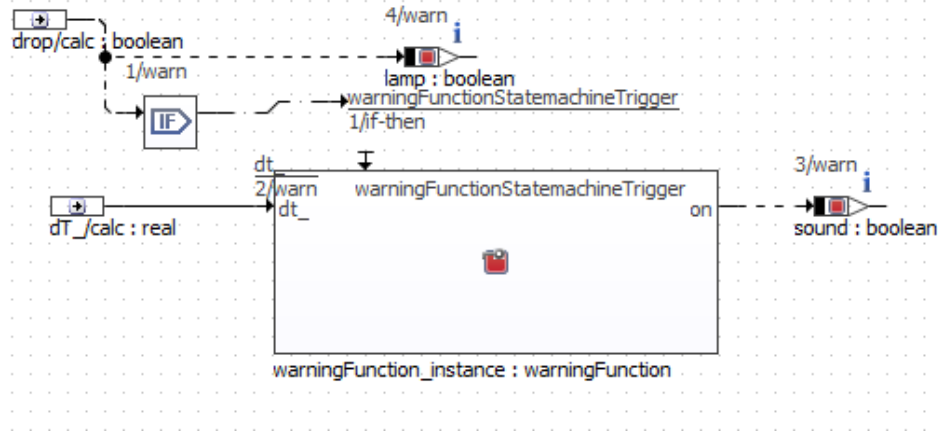 4/warn
i
drop/calc : boolean
1/warn
lamp : boolean
IF
warningFunctionStatemachineTrigger
1/if-then
dt_
2/warn
warningFunctionStatemachineTrigger
3/warn
i
dt_
on
dT_/calc : real
sound : boolean
warningFunction_instance : warningFunction